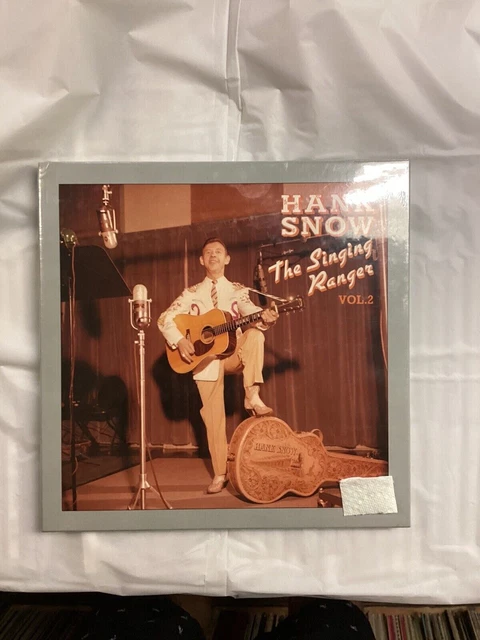 HANK
SNOW
The Singing
Ranger
VOL.2
HANK SNOW